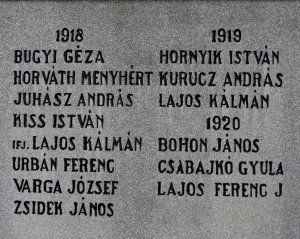 1918
BUGYI GÉZA
HORVÁTH MENYHÉRT
JUHÁSZ ANDRÁS
KISS ISTVÁN
IFJ. LAJOS KÁLMÁN
URBÁN FERENC
VARGA JÓZSEF
ZSIDEK JÁNOS
1919
HORNYIK ISTVÁN
KURUCZ ANDRÁS
LAJOS KÁLMÁN
1920
BOHON JÁNOS
CSABAJKÓ GYULA
LAJOS FERENC J